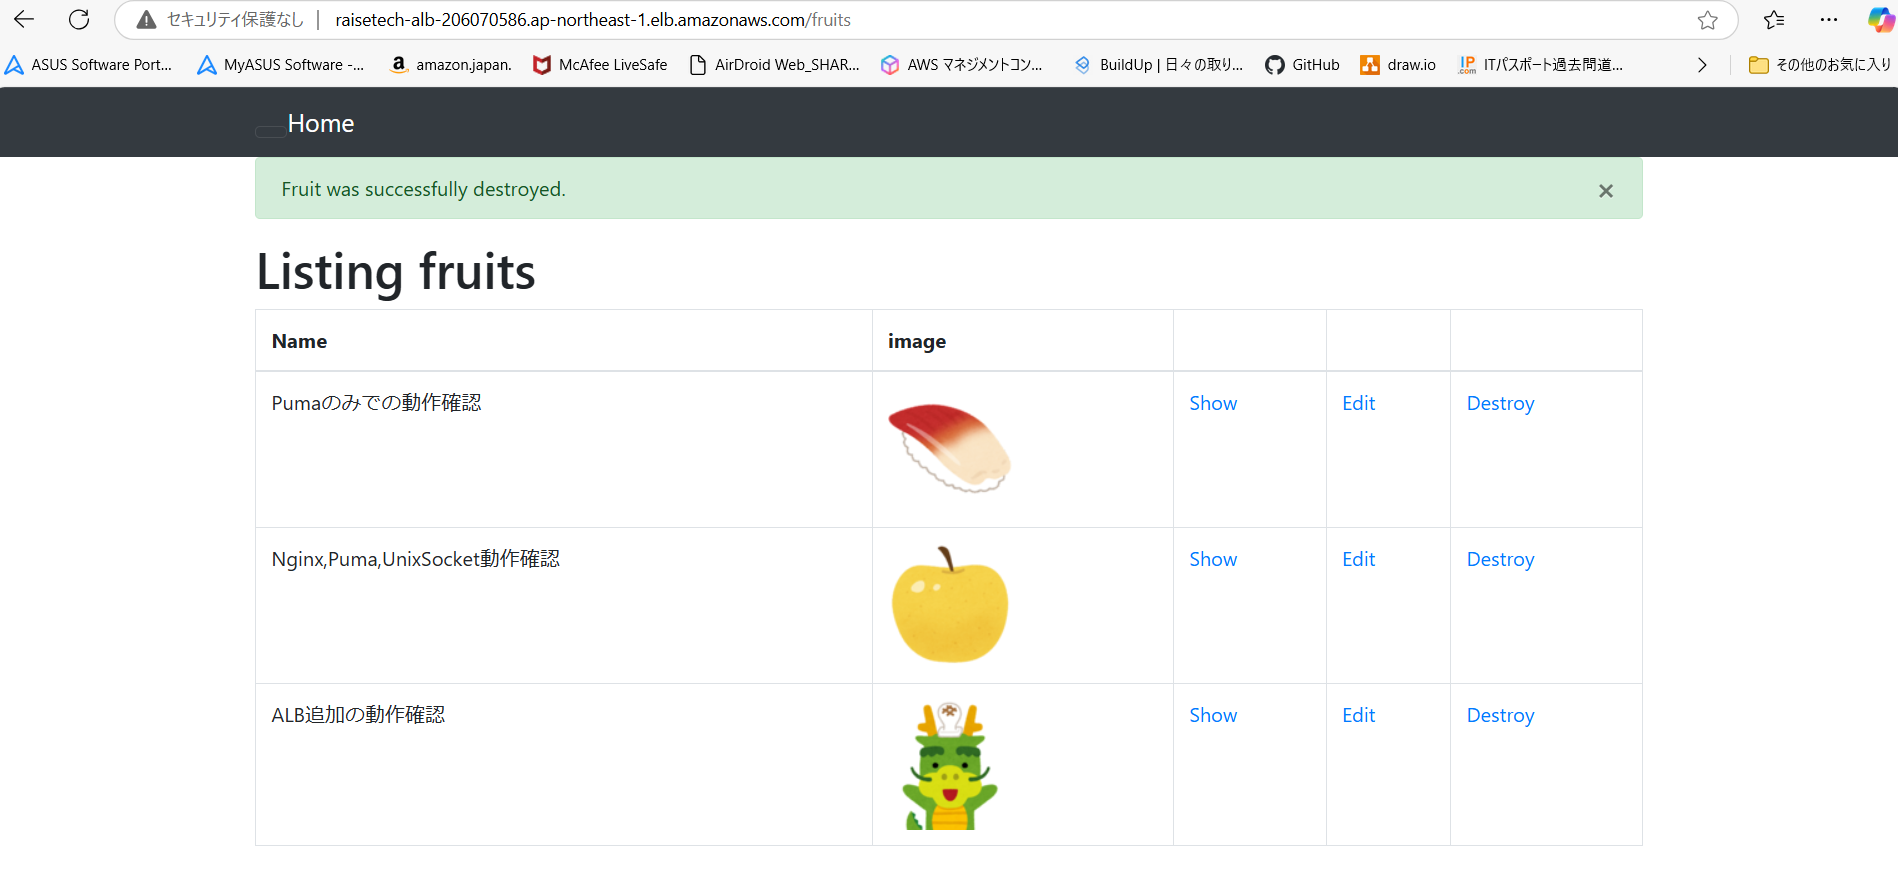 セキュリティ保護なし | raisetech-alb-206070586.ap-northeast-1.elb.amazonaws.com/fruits
ASUS Software Port... MyASUS Software -... amazon.japan. McAfee LiveSafe AirDroid Web_SHAR... AWS マネジメントコン... BuildUp | 日々の取り... GitHub draw.io ITパスポート過去問道... その他のお気に入り
Home
Fruit was successfully destroyed. ×
Listing fruits
Name image
Pumaのみでの動作確認 Show Edit Destroy
Nginx,Puma,UnixSocket動作確認 Show Edit Destroy
ALB追加の動作確認 Show Edit Destroy